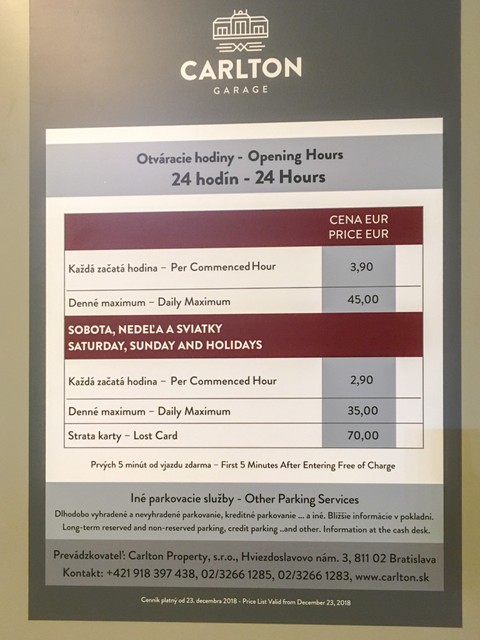 CARLTON
GARAGE
Otváracie hodiny - Opening Hours
24 hodín - 24 Hours
CENA EUR
PRICE EUR
Každá začatá hodina – Per Commenced Hour 3,90
Denné maximum – Daily Maximum 45,00
SOBOTA, NEDEĽA A SVIATKY
SATURDAY, SUNDAY AND HOLIDAYS
Každá začatá hodina – Per Commenced Hour 2,90
Denné maximum – Daily Maximum 35,00
Strata karty – Lost Card 70,00
Prvých 5 minút od vjazdu zdarma – First 5 Minutes After Entering Free of Charge
Iné parkovacie služby - Other Parking Services
Dlhodobo vyhradené a nevyhradené parkovanie, kreditné parkovanie ... a iné. Bližšie informácie v pokladni.
Long-term reserved and non-reserved parking, credit parking ..and other. Information at the cash desk.
Prevádzkovateľ: Carlton Property, s.r.o., Hviezdoslavovo nám. 3, 811 02 Bratislava
Kontakt: +421 918 397 438, 02/3266 1285, 02/3266 1283, www.carlton.sk
Cenník platný od 23. decembra 2018 - Price List Valid from December 23, 2018